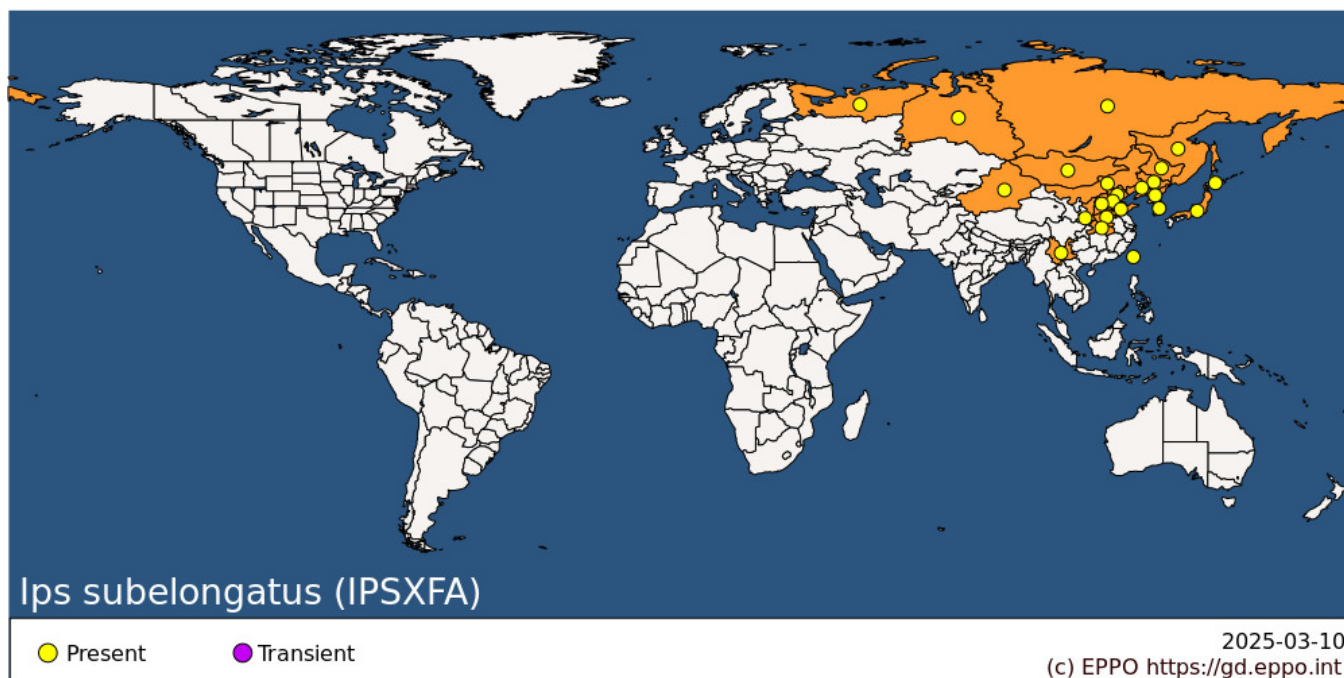 Ips subelongatus (IPSXFA)
Present
Transient
2025-03-10
(c) EPPO https://gd.eppo.int